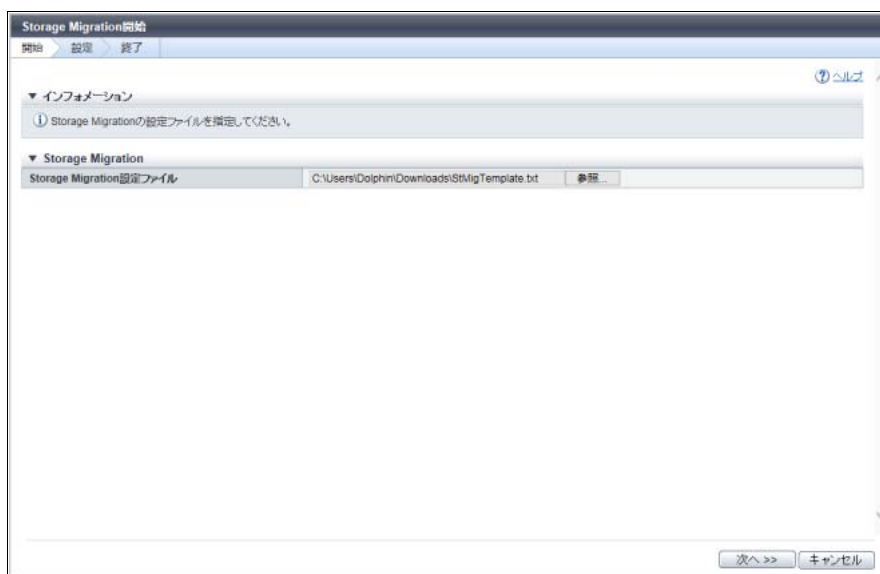 Storage Migration開始
開始 設定 終了
ヘルプ
インフォメーション
Storage Migrationの設定ファイルを指定してください。
Storage Migration
Storage Migration設定ファイル C:\Users\Dolphin\Downloads\StMigTemplate.txt 参照...
次へ >> キャンセル